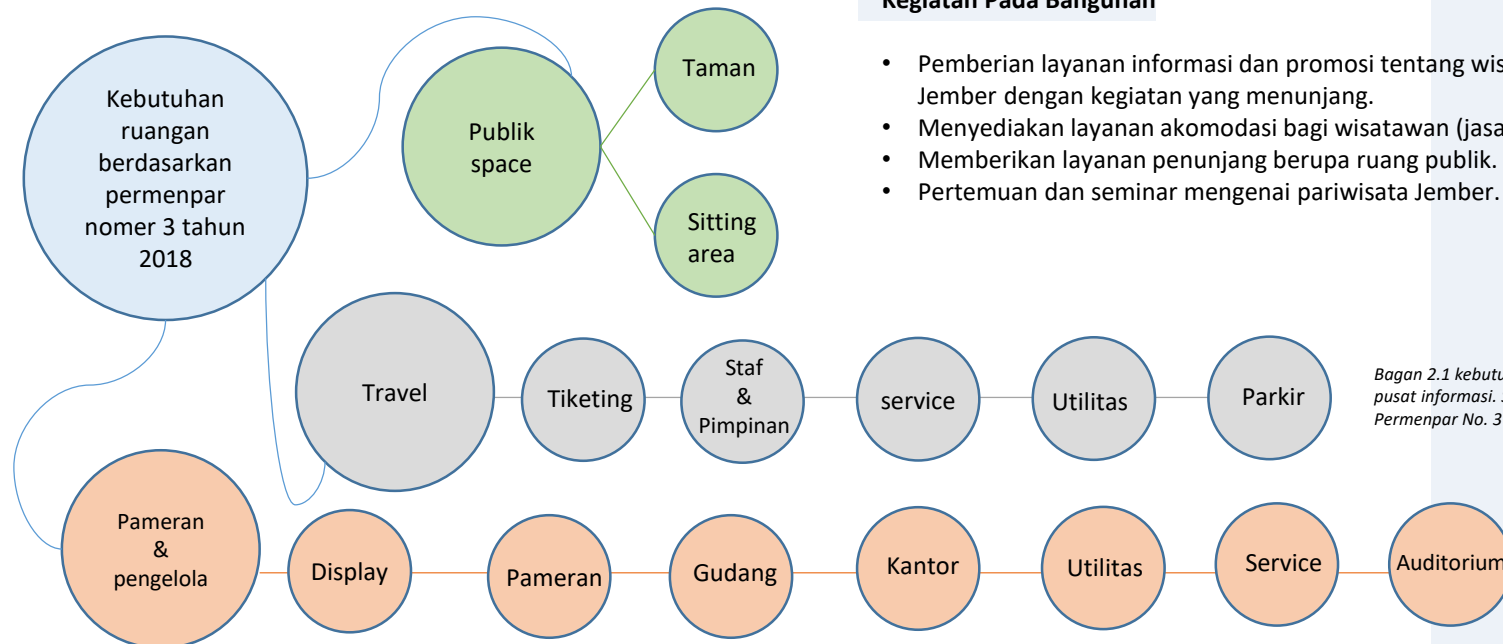 Kegiatan Pada Bangunan
• Pemberian layanan informasi dan promosi tentang
Jember dengan kegiatan yang menunjang.
• Menyediakan layanan akomodasi bagi wisatawan (jasa
• Memberikan layanan penunjang berupa ruang publik.
• Pertemuan dan seminar mengenai pariwisata Jember.
Kebutuhan
ruangan
berdasarkan
permenpar
nomer 3 tahun
2018
Publik
space
Taman
Sitting
area
Travel
Tiketing
Staf
&
Pimpinan
service
Utilitas
Parkir
Bagan 2.1
pusat informasi.
Permenpar No. 3
Pameran
&
pengelola
Display
Pameran
Gudang
Kantor
Utilitas
Service
Auditorium